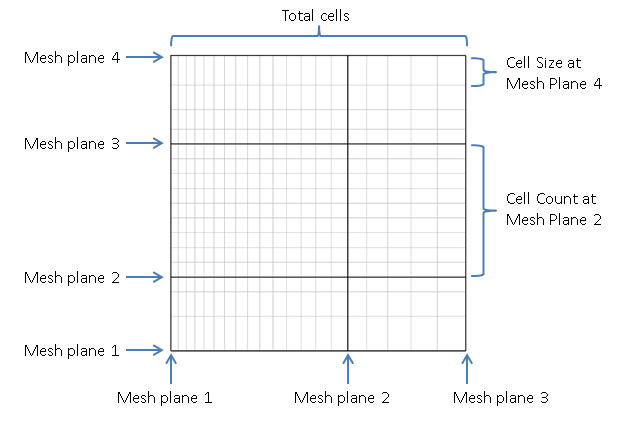 Total cells
Mesh plane 4
Cell Size at
Mesh Plane 4
Mesh plane 3
Cell Count at
Mesh Plane 2
Mesh plane 2
Mesh plane 1
Mesh plane 1
Mesh plane 2
Mesh plane 3